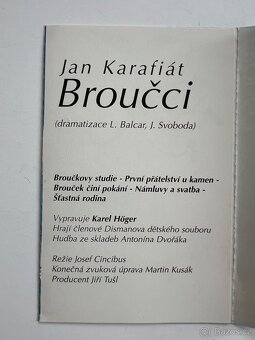 Jan Karafiát
Broučci
(dramatizace L. Balcar, J. Svoboda)
Broučkovy studie - První přátelství u kamen -
Brouček činí pokání - Námluvy a svatba -
Šťastná rodina
Vypravuje Karel Höger
Hrají členové Dismanova dětského souboru
Hudba ze skladeb Antonína Dvořáka
Režie Josef Cincibus
Konečná zvuková úprava Martin Kusák
Producent Jiří Tušl